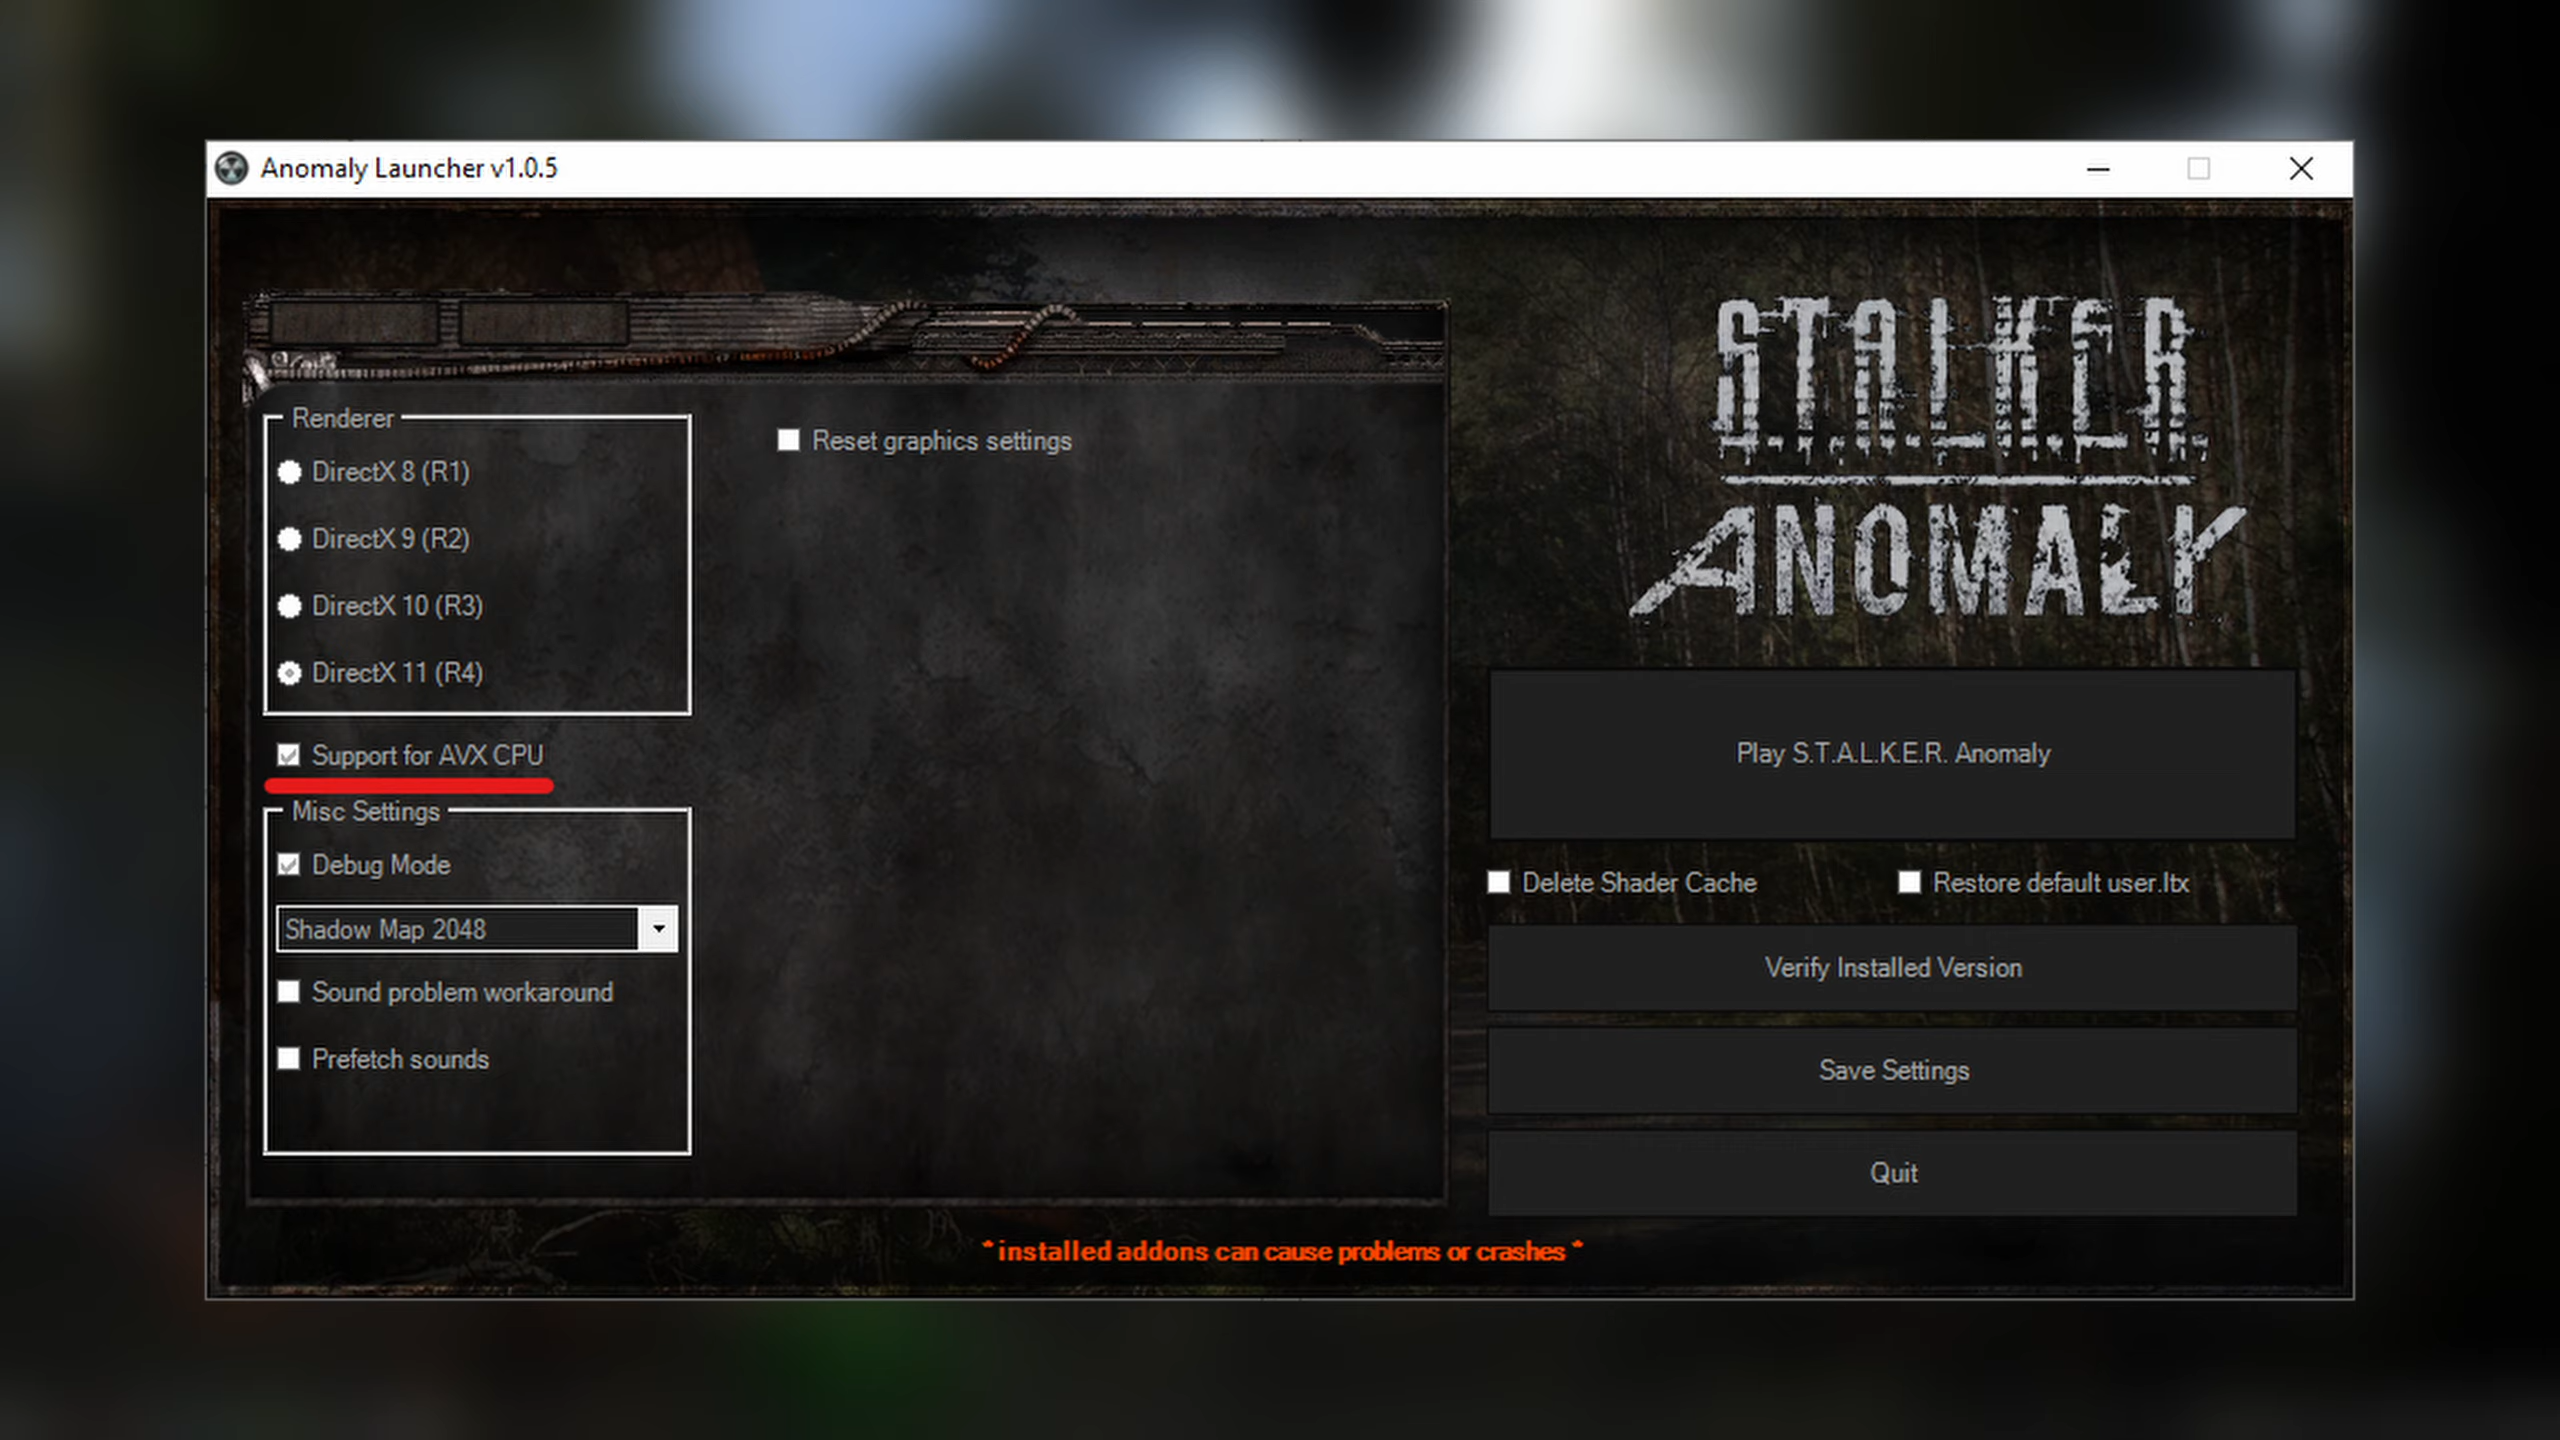 Anomaly Launcher v1.0.5
Renderer
DirectX 8 (R1)
DirectX 9 (R2)
DirectX 10 (R3)
DirectX 11 (R4)
Support for AVX CPU
Misc Settings
Debug Mode
Shadow Map 2048
Sound problem workaround
Prefetch sounds
Reset graphics settings
S.T.A.L.K.E.R.
ANOMALY
Play S.T.A.L.K.E.R. Anomaly
Delete Shader Cache
Restore default user.ltx
Verify Installed Version
Save Settings
Quit
* installed addons can cause problems or crashes *